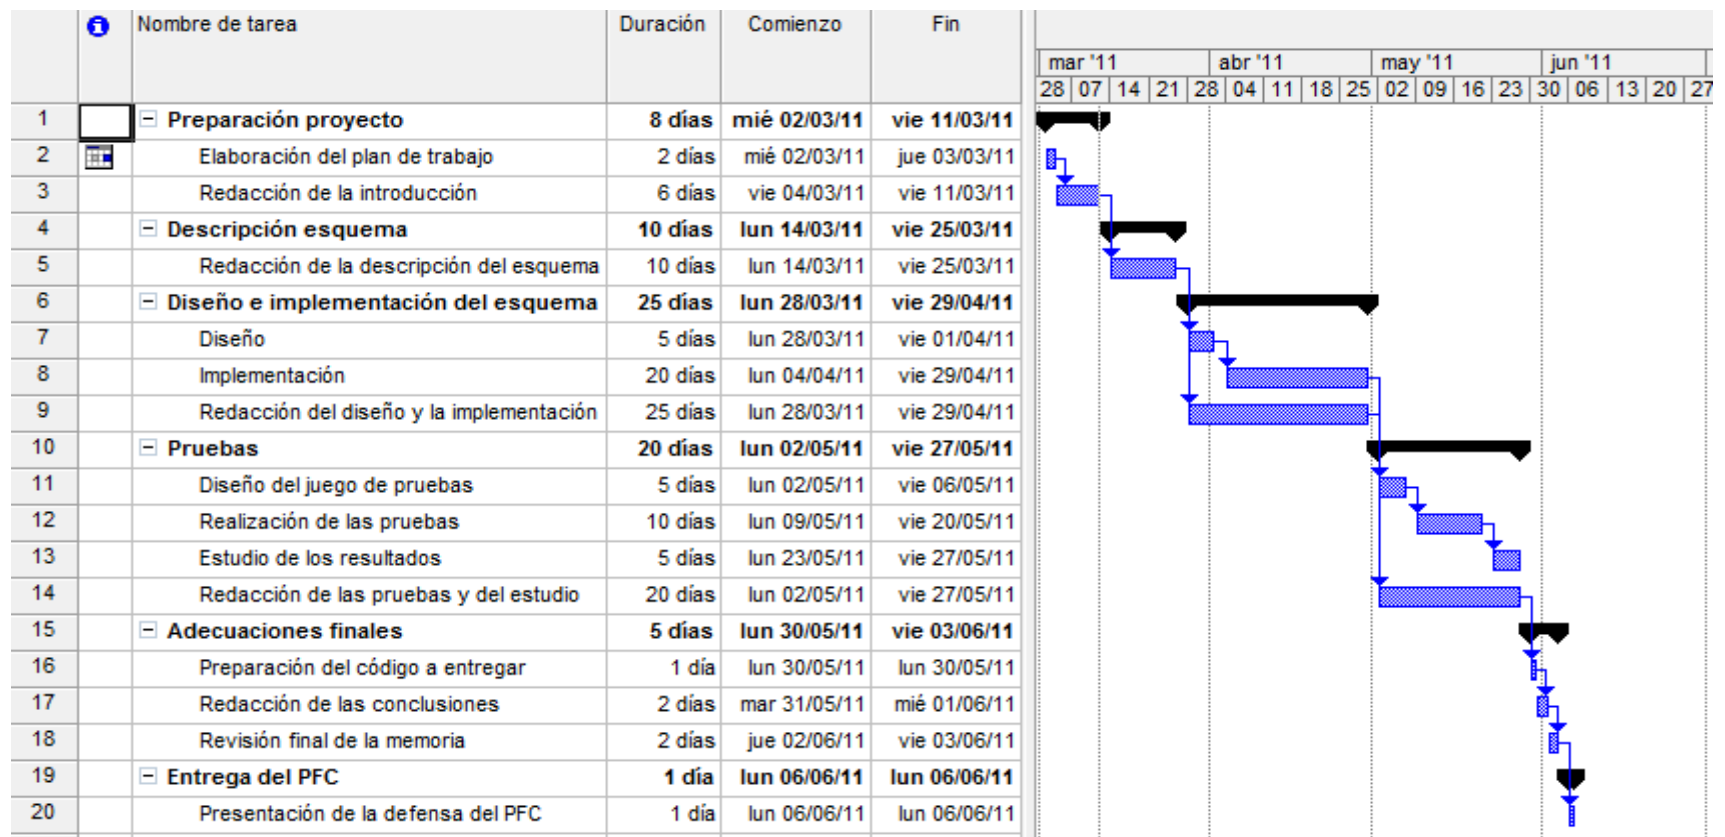 Nombre de tarea Duración Comienzo Fin
mar '11 abr '11 may '11 jun '11
28 07 14 21 28 04 11 18 25 02 09 16 23 30 06 13 20 27
1 Preparación proyecto 8 días mié 02/03/11 vie 11/03/11
2 Elaboración del plan de trabajo 2 días mié 02/03/11 jue 03/03/11
3 Redacción de la introducción 6 días vie 04/03/11 vie 11/03/11
4 Descripción esquema 10 días lun 14/03/11 vie 25/03/11
5 Redacción de la descripción del esquema 10 días lun 14/03/11 vie 25/03/11
6 Diseño e implementación del esquema 25 días lun 28/03/11 vie 29/04/11
7 Diseño 5 días lun 28/03/11 vie 01/04/11
8 Implementación 20 días lun 04/04/11 vie 29/04/11
9 Redacción del diseño y la implementación 25 días lun 28/03/11 vie 29/04/11
10 Pruebas 20 días lun 02/05/11 vie 27/05/11
11 Diseño del juego de pruebas 5 días lun 02/05/11 vie 06/05/11
12 Realización de las pruebas 10 días lun 09/05/11 vie 20/05/11
13 Estudio de los resultados 5 días lun 23/05/11 vie 27/05/11
14 Redacción de las pruebas y del estudio 20 días lun 02/05/11 vie 27/05/11
15 Adecuaciones finales 5 días lun 30/05/11 vie 03/06/11
16 Preparación del código a entregar 1 día lun 30/05/11 lun 30/05/11
17 Redacción de las conclusiones 2 días mar 31/05/11 mié 01/06/11
18 Revisión final de la memoria 2 días jue 02/06/11 vie 03/06/11
19 Entrega del PFC 1 día lun 06/06/11 lun 06/06/11
20 Presentación de la defensa del PFC 1 día lun 06/06/11 lun 06/06/11